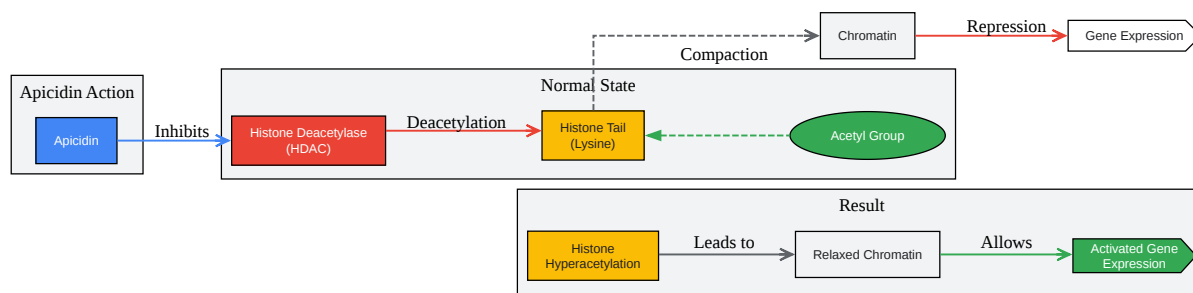 Chromatin
Repression
Gene Expression
Compaction
Apicidin Action
Normal State
Apicidin
Inhibits
Histone Deacetylase
(HDAC)
Deacetylation
Histone Tail
(Lysine)
Acetyl Group
Result
Histone
Hyperacetylation
Leads to
Relaxed Chromatin
Allows
Activated Gene
Expression